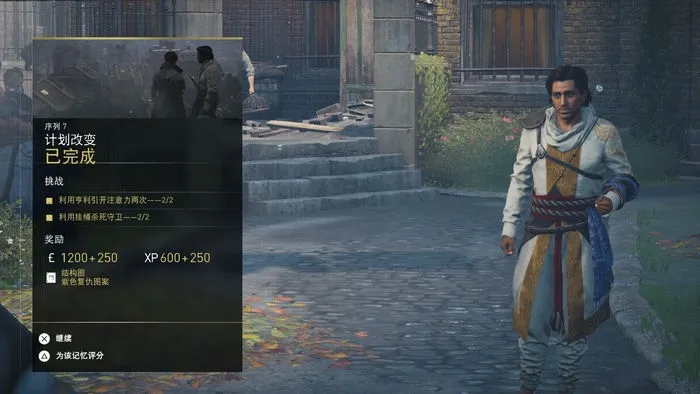 序列 7
计划改变
已完成
挑战
利用亨利引开注意力两次——2/2
利用挂桶杀死守卫——2/2
奖励
£ 1200+250 XP 600+250
结构图
紫色复仇图案
继续
为该记忆评分